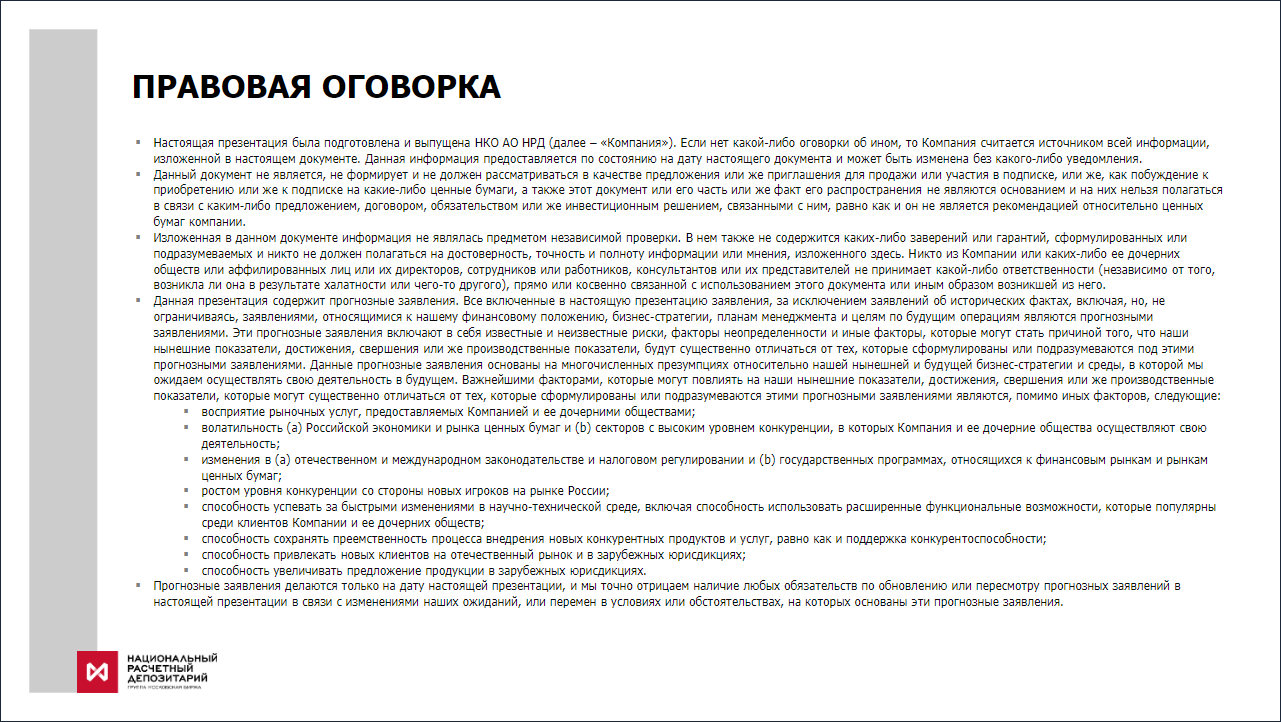 ПРАВОВАЯ ОГОВОРКА
Настоящая презентация была подготовлена и выпущена НКО АО НРД (далее – «Компания»). Если нет какой-либо оговорки об ином, то Компания считается источником всей информации,
изложенной в настоящем документе. Данная информация предоставляется по состоянию на дату настоящего документа и может быть изменена без какого-либо уведомления.
Данный документ не является, не формирует и не должен рассматриваться в качестве предложения или же приглашения для продажи или участия в подписке, или же, как побуждение к
приобретению или же к подписке на какие-либо ценные бумаги, а также этот документ или его часть или же факт его распространения не являются основанием и на них нельзя полагаться
в связи с каким-либо предложением, договором, обязательством или же инвестиционным решением, связанными с ним, равно как и он не является рекомендацией относительно ценных
бумаг компании.
Изложенная в данном документе информация не являлась предметом независимой проверки. В нем также не содержится каких-либо заверений или гарантий, сформулированных или
подразумеваемых и никто не должен полагаться на достоверность, точность и полноту информации или мнения, изложенного здесь. Никто из Компании или каких-либо ее дочерних
обществ или аффилированных лиц или их директоров, сотрудников или работников, консультантов или их представителей не принимает какой-либо ответственности (независимо от того,
возникла ли она в результате халатности или чего-то другого), прямо или косвенно связанной с использованием этого документа или иным образом возникшей из него.
Данная презентация содержит прогнозные заявления. Все включенные в настоящую презентацию заявления, за исключением заявлений об исторических фактах, включая, но, не
ограничиваясь, заявлениями, относящимися к нашему финансовому положению, бизнес-стратегии, планам менеджмента и целям по будущим операциям являются прогнозными
заявлениями. Эти прогнозные заявления включают в себя известные и неизвестные риски, факторы неопределенности и иные факторы, которые могут стать причиной того, что наши
нынешние показатели, достижения, свершения или же производственные показатели, будут существенно отличаться от тех, которые сформулированы или подразумеваются под этими
прогнозными заявлениями. Данные прогнозные заявления основаны на многочисленных презумпциях относительно нашей нынешней и будущей бизнес-стратегии и среды, в которой мы
ожидаем осуществлять свою деятельность в будущем. Важнейшими факторами, которые могут повлиять на наши нынешние показатели, достижения, свершения или же производственные
показатели, которые могут существенно отличаться от тех, которые сформулированы или подразумеваются этими прогнозными заявлениями являются, помимо иных факторов, следующие:
восприятие рыночных услуг, предоставляемых Компанией и ее дочерними обществами;
волатильность (a) Российской экономики и рынка ценных бумаг и (b) секторов с высоким уровнем конкуренции, в которых Компания и ее дочерние общества осуществляют свою
деятельность;
изменения в (a) отечественном и международном законодательстве и налоговом регулировании и (b) государственных программах, относящихся к финансовым рынкам и рынкам
ценных бумаг;
ростом уровня конкуренции со стороны новых игроков на рынке России;
способность успевать за быстрыми изменениями в научно-технической среде, включая способность использовать расширенные функциональные возможности, которые популярны
среди клиентов Компании и ее дочерних обществ;
способность сохранять преемственность процесса внедрения новых конкурентных продуктов и услуг, равно как и поддержка конкурентоспособности;
способность привлекать новых клиентов на отечественный рынок и в зарубежных юрисдикциях;
способность увеличивать предложение продукции в зарубежных юрисдикциях.
Прогнозные заявления делаются только на дату настоящей презентации, и мы точно отрицаем наличие любых обязательств по обновлению или пересмотру прогнозных заявлений в
настоящей презентации в связи с изменениями наших ожиданий, или перемен в условиях или обстоятельствах, на которых основаны эти прогнозные заявления.
НАЦИОНАЛЬНЫЙ
РАСЧЕТНЫЙ
ДЕПОЗИТАРИЙ
ГРУППА МОСКОВСКАЯ БИРЖА